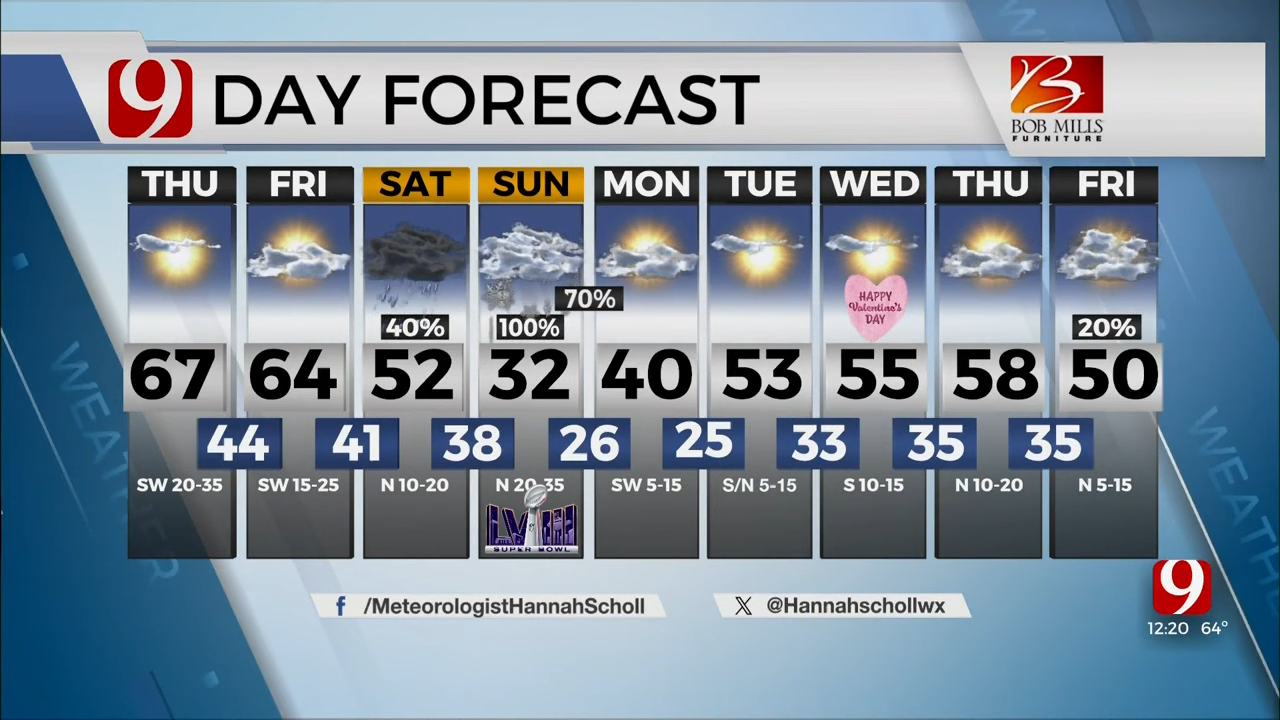 9 DAY FORECAST
B
BOB MILLS
FURNITURE
THU FRI SAT SUN MON TUE WED THU FRI
70%
HAPPY
Valentine's
DAY
40% 100% 20%
67 64 52 32 40 53 55 58 50
44 41 38 26 25 33 35 35
SW 20-35 SW 15-25 N 10-20 N 20-35 SW 5-15 S/N 5-15 S 10-15 N 10-20 N 5-15
LVIII
SUPER BOWL
f /MeteorologistHannahScholl X @Hannahschollwx
9
12:20 64°
WEATHER
WEATHER